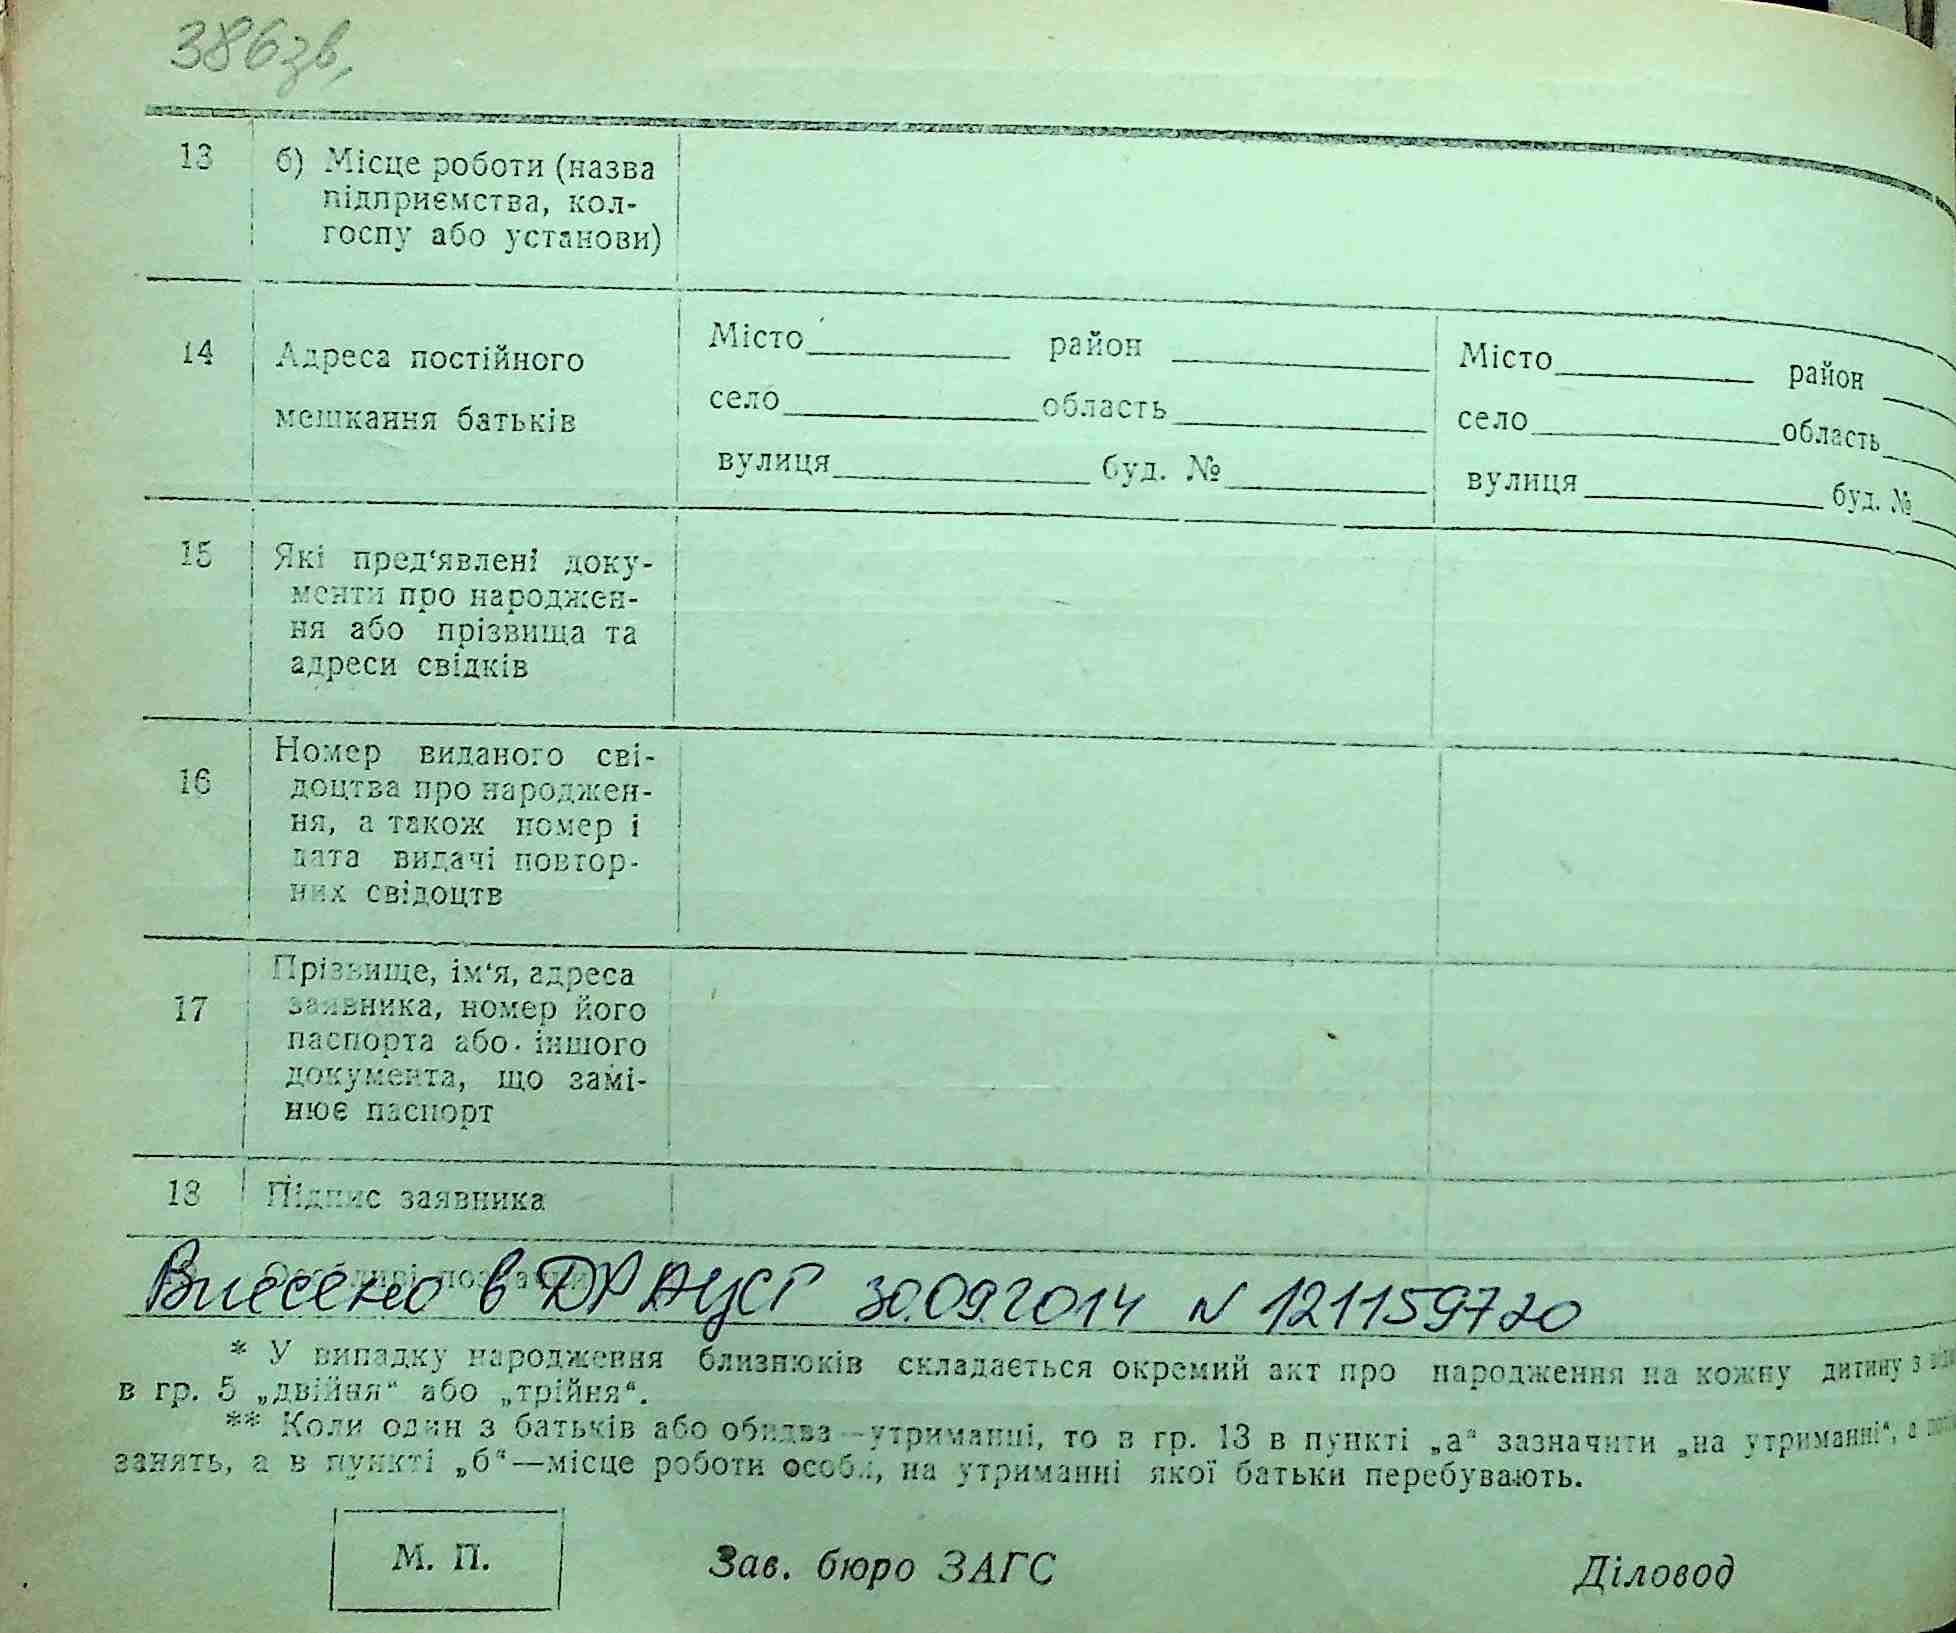 386зв,
13 б) Місце роботи (назва
підприємства, кол-
госпу або установи)
14 Адреса постійного
мешкання батьків
Місто район
село область
вулиця буд. №
Місто район
село область
вулиця буд. №
15 Які пред‘явлені доку-
менти про народжен-
ня або прізвища та
адреси свідків
16 Номер виданого сві-
доцтва про народжен-
ня, а також номер і
дата видачі повтор-
них свідоцтв
17 Прізвище, ім‘я, адреса
заявника, номер його
паспорта або іншого
документа, що замі-
нює паспорт
18 Підпис заявника
Особливі
Внесено в ДРАЦСГ 30.09.2014 N 121159720
* У випадку народження близнюків складається окремий акт про народження на кожну дитину з
в гр. 5 „двійня“ або „трійня“.
** Коли один з батьків або обидва—утриманці, то в гр. 13 в пункті „а“ зазначити „на утриманні“, а
занять, а в пункті „б“—місце роботи особи, на утриманні якої батьки перебувають.
М. П. Зав. бюро ЗАГС Діловод